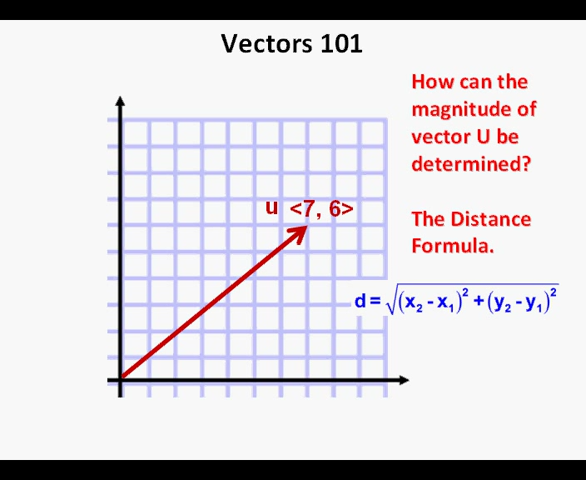 Vectors 101
How can the
magnitude of
vector U be
determined?
u <7, 6>
The Distance
Formula.
d = √(x₂ - x₁)² + (y₂ - y₁)²